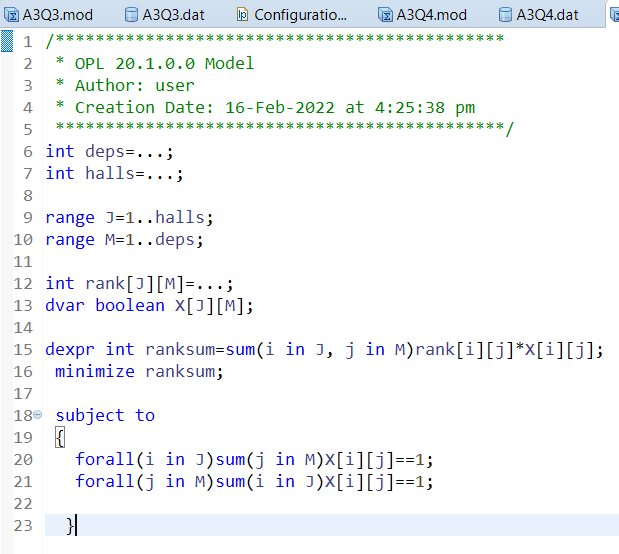 A3Q3.mod A3Q3.dat Configuratio... A3Q4.mod A3Q4.dat
1 /*********************************************
2  * OPL 20.1.0.0 Model
3  * Author: user
4  * Creation Date: 16-Feb-2022 at 4:25:38 pm
5  *********************************************/
6 int deps=...;
7 int halls=...;
8
9 range J=1..halls;
10 range M=1..deps;
11
12 int rank[J][M]=...;
13 dvar boolean X[J][M];
14
15 dexpr int ranksum=sum(i in J, j in M)rank[i][j]*X[i][j];
16  minimize ranksum;
17
18  subject to
19  {
20    forall(i in J)sum(j in M)X[i][j]==1;
21    forall(j in M)sum(i in J)X[i][j]==1;
22
23   }